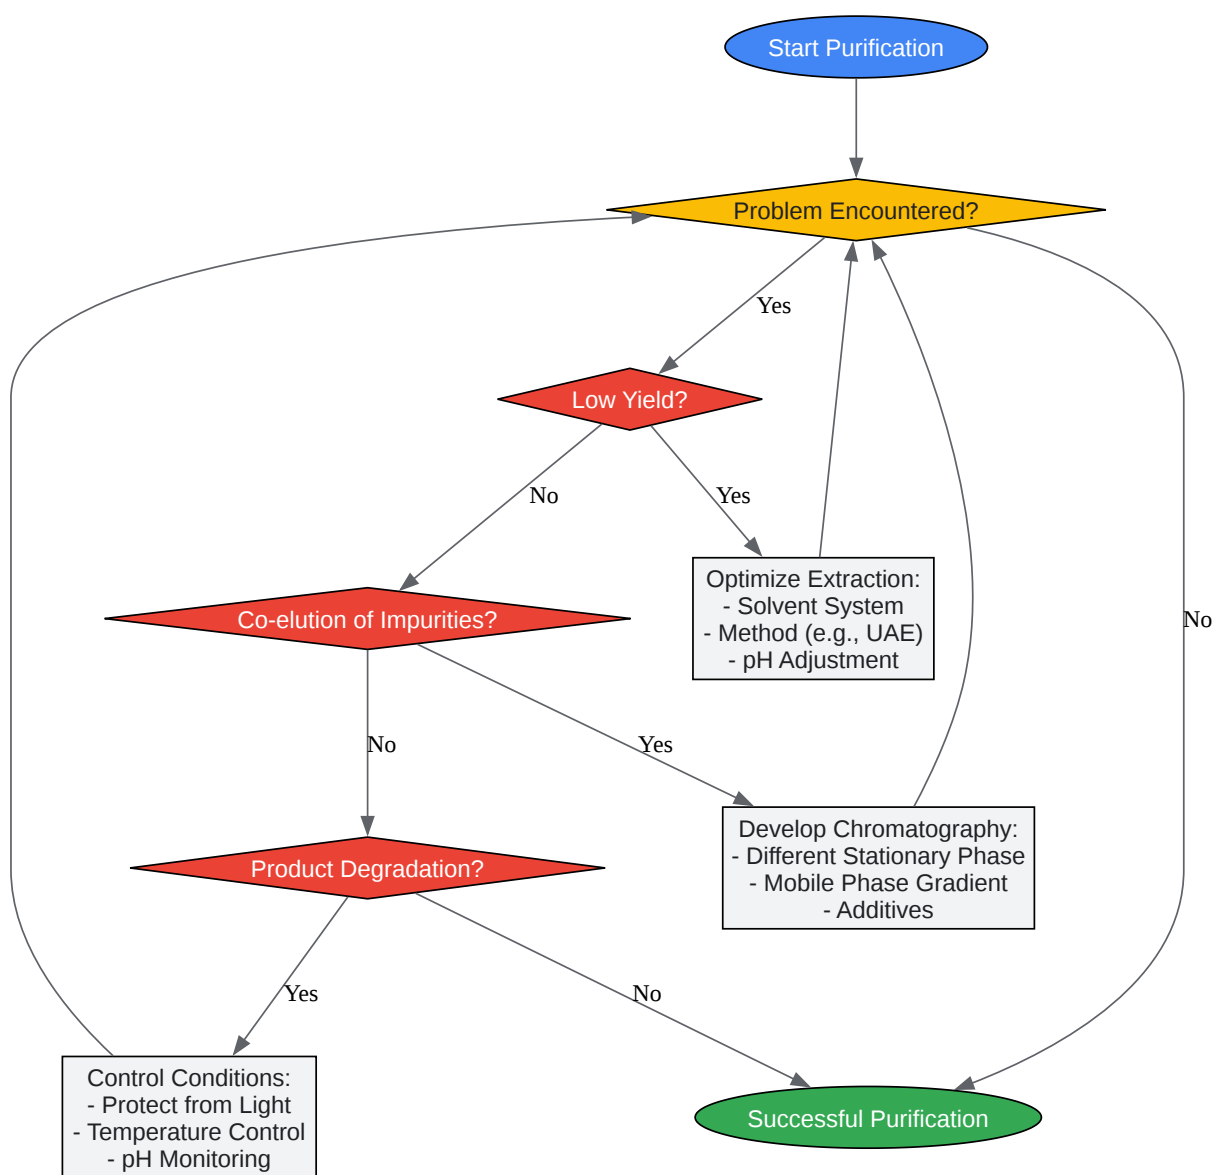 Start Purification
Problem Encountered?
Yes
Low Yield?
No
Yes
Optimize Extraction:
- Solvent System
- Method (e.g., UAE)
- pH Adjustment
No
Co-elution of Impurities?
No
Yes
Develop Chromatography:
- Different Stationary Phase
- Mobile Phase Gradient
- Additives
Product Degradation?
Yes
No
Control Conditions:
- Protect from Light
- Temperature Control
- pH Monitoring
Successful Purification